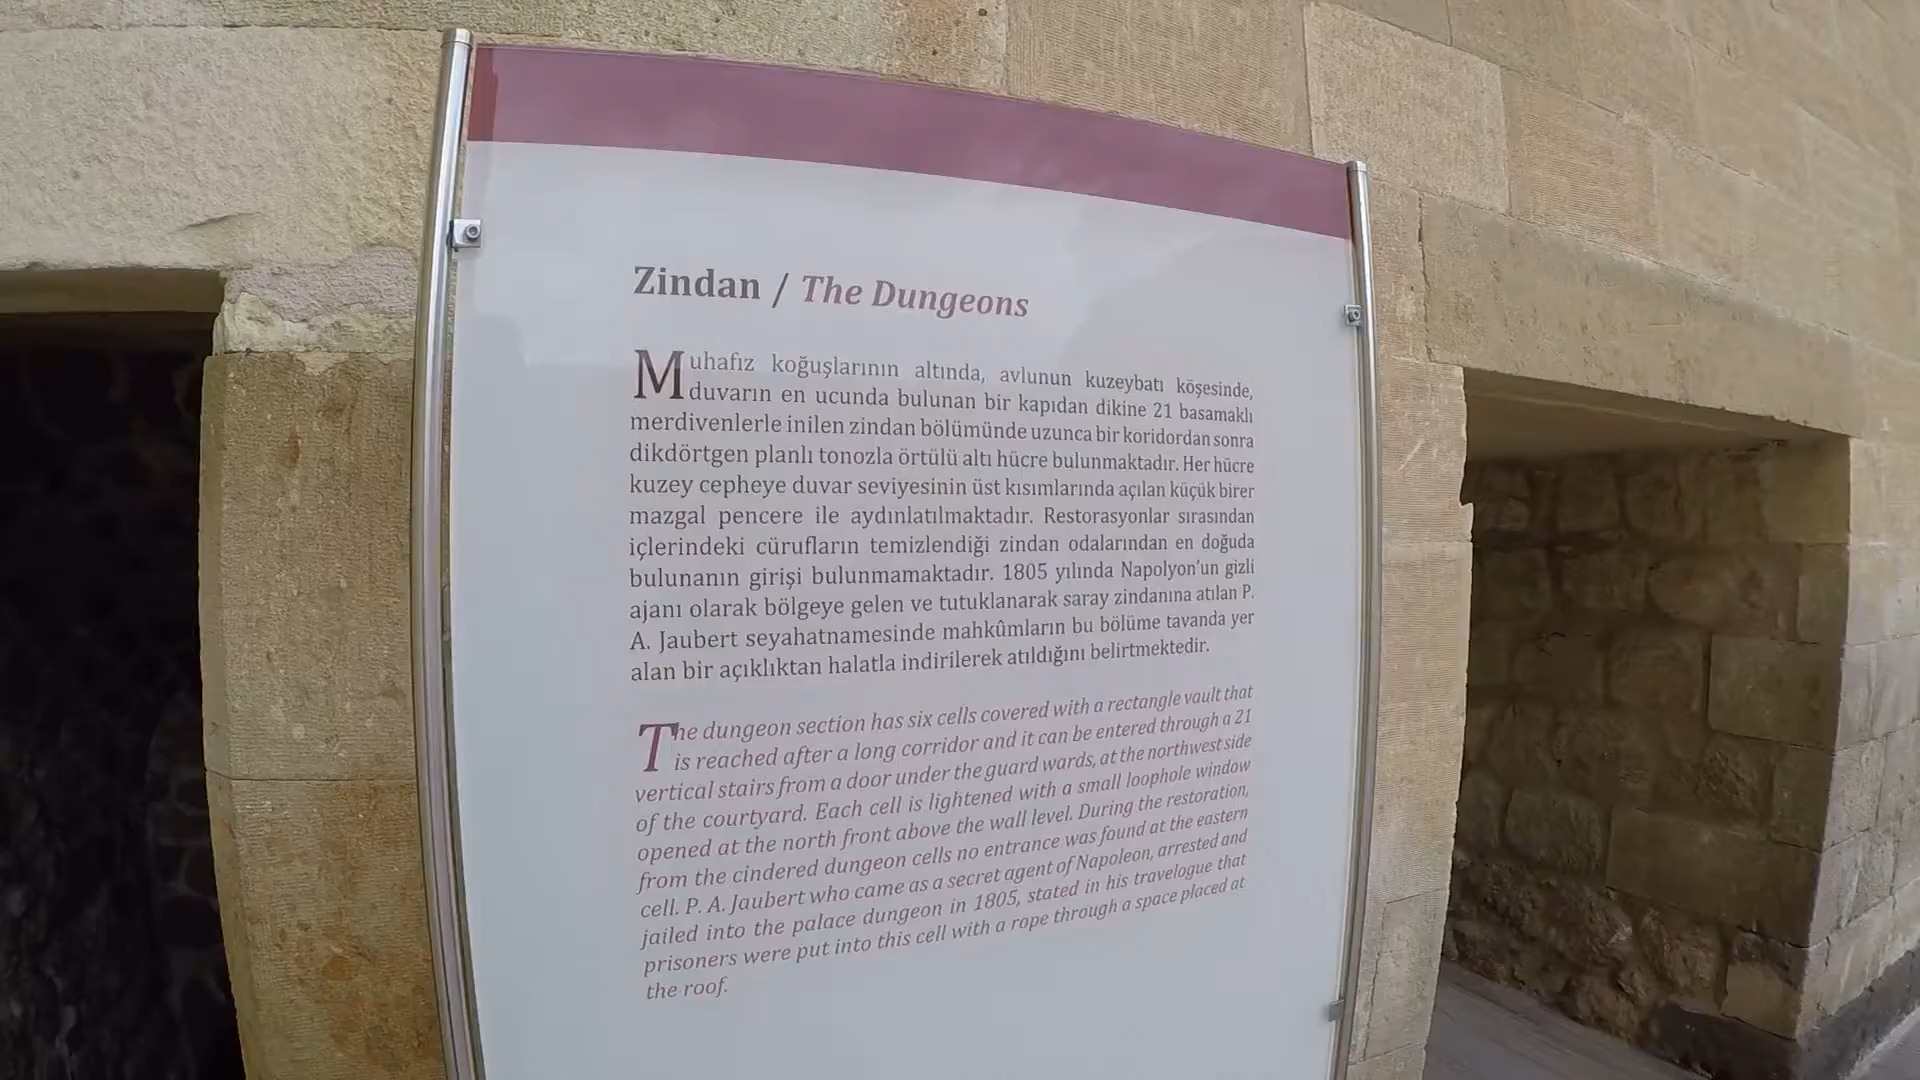 Zindan / The Dungeons
Muhafız koğuşlarının altında, avlunun kuzeybatı köşesinde,
duvarın en ucunda bulunan bir kapıdan dikine 21 basamaklı
merdivenlerle inilen zindan bölümünde uzunca bir koridordan sonra
dikdörtgen planlı tonozla örtülü altı hücre bulunmaktadır. Her hücre
kuzey cepheye duvar seviyesinin üst kısımlarında açılan küçük birer
mazgal pencere ile aydınlatılmaktadır. Restorasyonlar sırasından
içlerindeki cürufların temizlendiği zindan odalarından en doğuda
bulunanın girişi bulunmamaktadır. 1805 yılında Napolyon'un gizli
ajanı olarak bölgeye gelen ve tutuklanarak saray zindanına atılan P.
A. Jaubert seyahatnamesinde mahkûmların bu bölüme tavanda yer
alan bir açıklıktan halatla indirilerek atıldığını belirtmektedir.
The dungeon section has six cells covered with a rectangle vault that
is reached after a long corridor and it can be entered through a 21
vertical stairs from a door under the guard wards, at the northwest side
of the courtyard. Each cell is lightened with a small loophole window
opened at the north front above the wall level. During the restoration,
from the cindered dungeon cells no entrance was found at the eastern
cell. P. A. Jaubert who came as a secret agent of Napoleon, arrested and
jailed into the palace dungeon in 1805, stated in his travelogue that
prisoners were put into this cell with a rope through a space placed at
the roof.